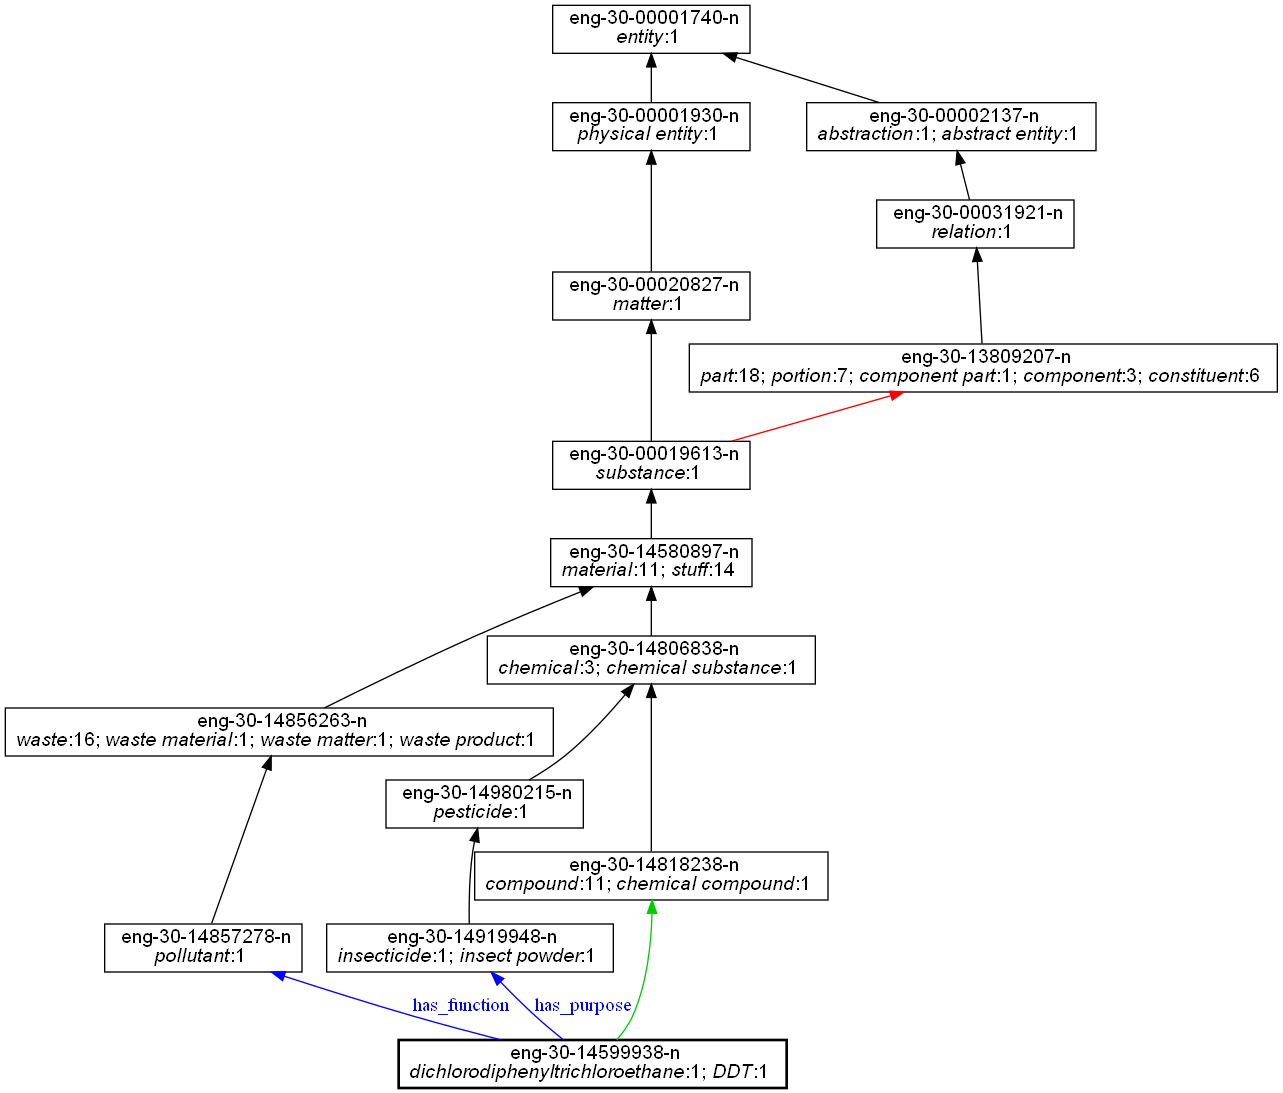 eng-30-00001740-n
entity:1
eng-30-00001930-n
physical entity:1
eng-30-00002137-n
abstraction:1; abstract entity:1
eng-30-00031921-n
relation:1
eng-30-00020827-n
matter:1
eng-30-13809207-n
part:18; portion:7; component part:1; component:3; constituent:6
eng-30-00019613-n
substance:1
eng-30-14580897-n
material:11; stuff:14
eng-30-14806838-n
chemical:3; chemical substance:1
eng-30-14856263-n
waste:16; waste material:1; waste matter:1; waste product:1
eng-30-14980215-n
pesticide:1
eng-30-14818238-n
compound:11; chemical compound:1
eng-30-14857278-n
pollutant:1
eng-30-14919948-n
insecticide:1; insect powder:1
has_function
has_purpose
eng-30-14599938-n
dichlorodiphenyltrichloroethane:1; DDT:1